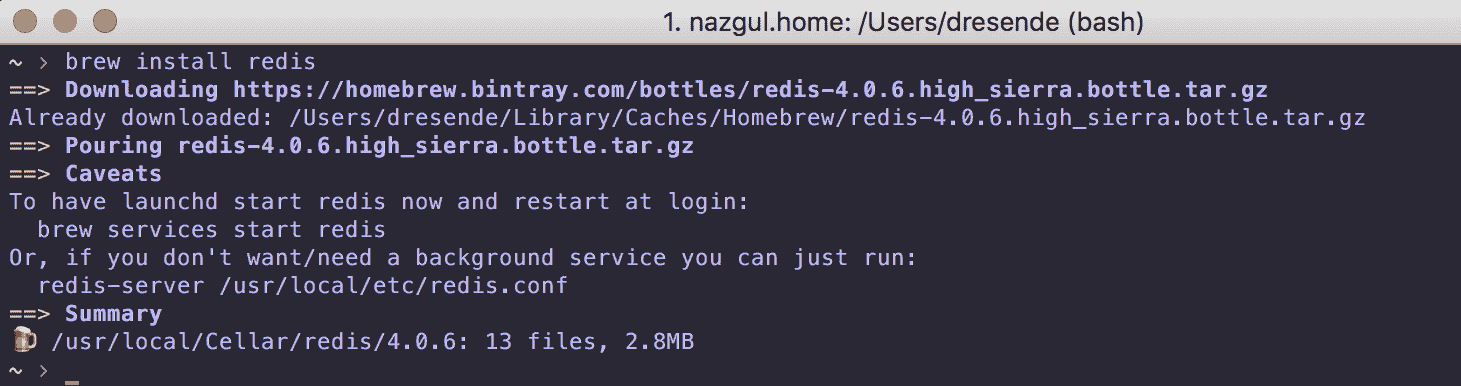 1. nazgul.home: /Users/dresende (bash)
~ › brew install redis
==> Downloading https://homebrew.bintray.com/bottles/redis-4.0.6.high_sierra.bottle.tar.gz
Already downloaded: /Users/dresende/Library/Caches/Homebrew/redis-4.0.6.high_sierra.bottle.tar.gz
==> Pouring redis-4.0.6.high_sierra.bottle.tar.gz
==> Caveats
To have launchd start redis now and restart at login:
  brew services start redis
Or, if you don't want/need a background service you can just run:
  redis-server /usr/local/etc/redis.conf
==> Summary
🍺 /usr/local/Cellar/redis/4.0.6: 13 files, 2.8MB
~ › _